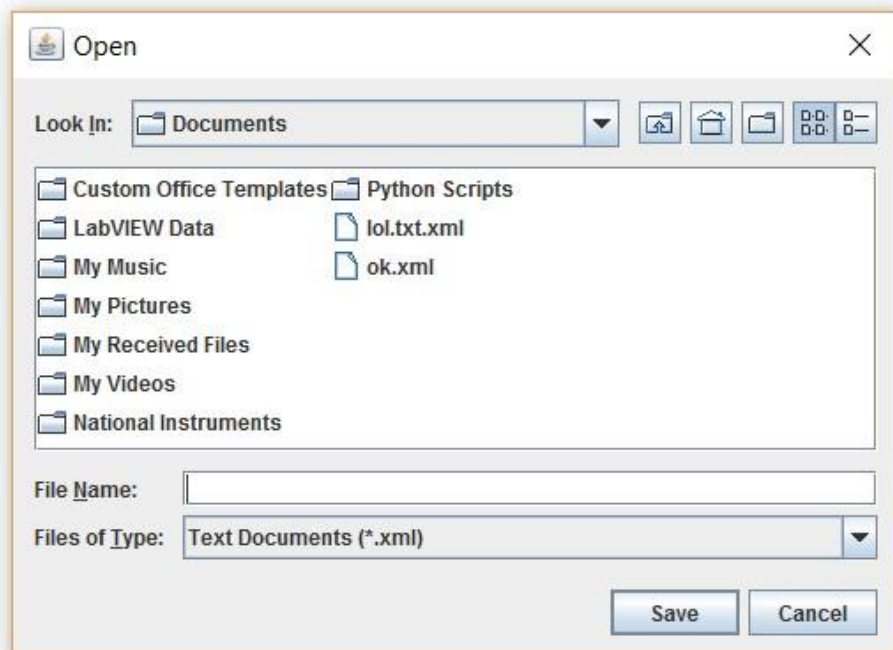 Open
Look In: Documents
Custom Office Templates Python Scripts
LabVIEW Data lol.txt.xml
My Music ok.xml
My Pictures
My Received Files
My Videos
National Instruments
File Name:
Files of Type: Text Documents (*.xml)
Save Cancel